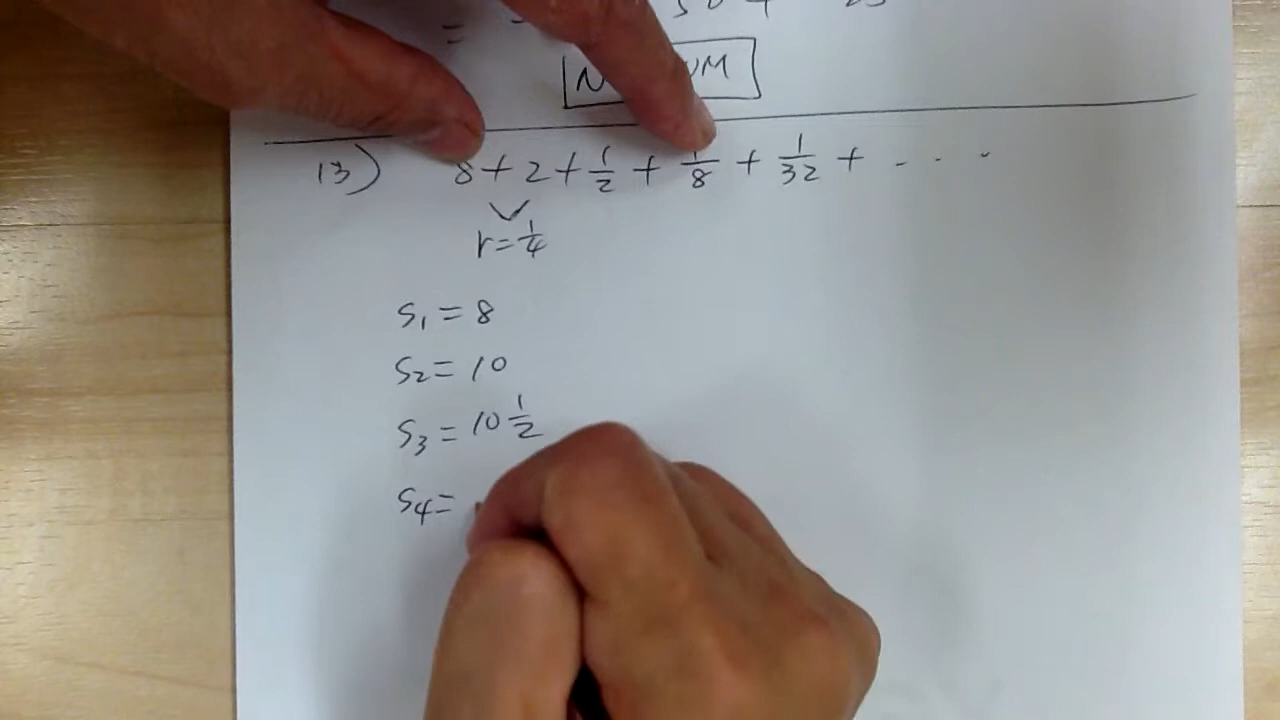 =
13) 8 + 2 + 1/2 + 1/8 + 1/32 + - - -
r = 1/4
S1 = 8
S2 = 10
S3 = 10 1/2
S4 =